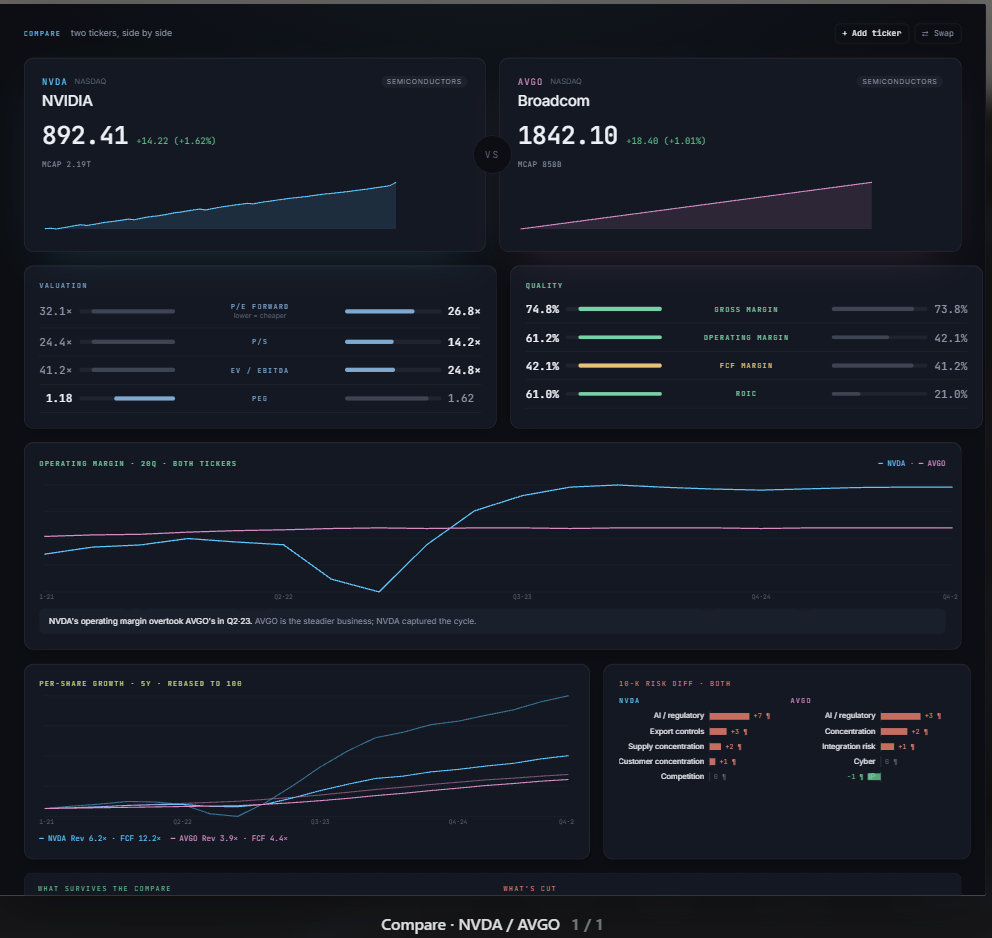 COMPARE two tickers, side by side
+ Add ticker ⇄ Swap
NVDA NASDAQ SEMICONDUCTORS
NVIDIA
892.41 +14.22 (+1.62%)
MCAP 2.19T
VS
AVGO NASDAQ SEMICONDUCTORS
Broadcom
1842.10 +18.40 (+1.01%)
MCAP 858B
VALUATION
32.1× P/E FORWARD 26.8×
lower = cheaper
24.4× P/S 14.2×
41.2× EV / EBITDA 24.8×
1.18 PEG 1.62
QUALITY
74.8% GROSS MARGIN 73.8%
61.2% OPERATING MARGIN 42.1%
42.1% FCF MARGIN 41.2%
61.0% ROIC 21.0%
OPERATING MARGIN · 20Q · BOTH TICKERS
— NVDA · — AVGO
1-21 Q2-22 Q3-23 Q4-24 Q4-2
NVDA's operating margin overtook AVGO's in Q2-23. AVGO is the steadier business; NVDA captured the cycle.
PER-SHARE GROWTH · 5Y · REBASED TO 100
1-21 Q2-22 Q3-23 Q4-24 Q4-2
— NVDA Rev 6.2× · FCF 12.2× — AVGO Rev 3.9× · FCF 4.4×
10-K RISK DIFF · BOTH
NVDA
AI / regulatory +7 ¶
Export controls +3 ¶
Supply concentration +2 ¶
Customer concentration +1 ¶
Competition 0 ¶
AVGO
AI / regulatory +3 ¶
Concentration +2 ¶
Integration risk +1 ¶
Cyber 0 ¶
-1 ¶
WHAT SURVIVES THE COMPARE
WHAT'S CUT
Compare · NVDA / AVGO 1 / 1